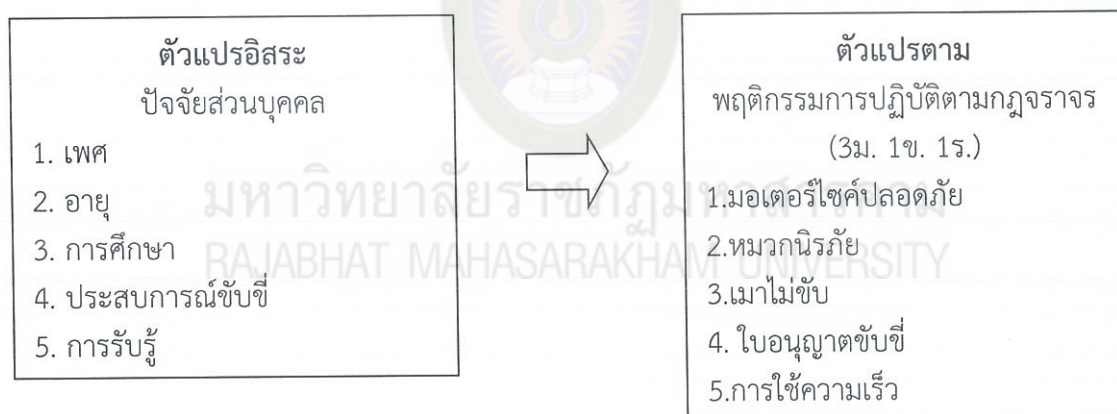 ตัวแปรอิสระ
ปัจจัยส่วนบุคคล
1. เพศ
2. อายุ
3. การศึกษา
4. ประสบการณ์ขับขี่
5. การรับรู้
ตัวแปรตาม
พฤติกรรมการปฏิบัติตามกฎจราจร
(3ม. 1ข. 1ร.)
1.มอเตอร์ไซค์ปลอดภัย
2.หมวกนิรภัย
3.เมาไม่ขับ
4. ใบอนุญาตขับขี่
5.การใช้ความเร็ว
มหาวิทยาลัยราชภัฏมหาสารคาม
RAJABHAT MAHASARAKHAM UNIVERSITY